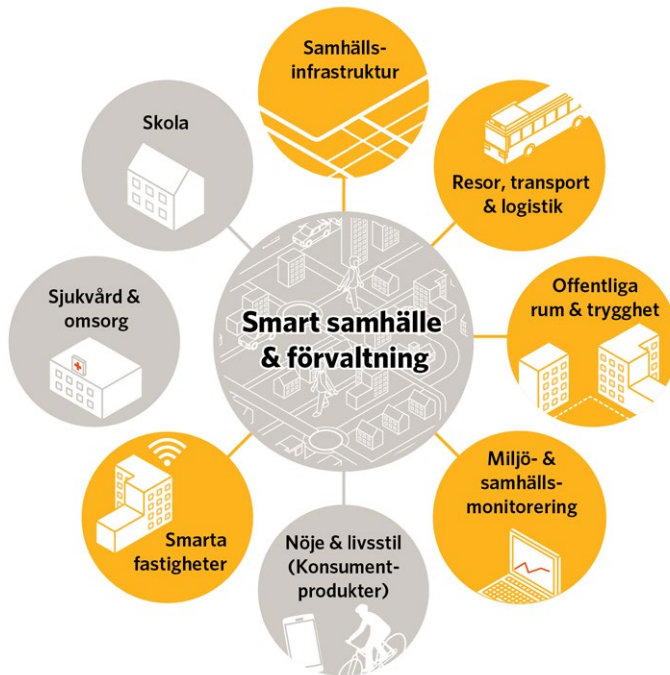 Samhälls-
infrastruktur
Skola
Resor, transport
& logistik
Sjukvård &
omsorg
Offentliga
rum & trygghet
Smart samhälle
& förvaltning
Miljö- &
samhälls-
monitorering
Smarta
fastigheter
Nöje & livsstil
(Konsument-
produkter)